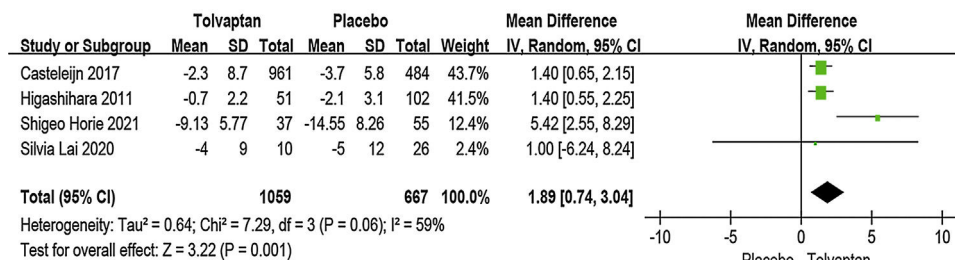 Tolvaptan Placebo Mean Difference Mean Difference
Study or Subgroup Mean SD Total Mean SD Total Weight IV, Random, 95% CI IV, Random, 95% CI
Casteleijn 2017 -2.3 8.7 961 -3.7 5.8 484 43.7% 1.40 [0.65, 2.15]
Higashihara 2011 -0.7 2.2 51 -2.1 3.1 102 41.5% 1.40 [0.55, 2.25]
Shigeo Horie 2021 -9.13 5.77 37 -14.55 8.26 55 12.4% 5.42 [2.55, 8.29]
Silvia Lai 2020 -4 9 10 -5 12 26 2.4% 1.00 [-6.24, 8.24]
Total (95% CI) 1059 667 100.0% 1.89 [0.74, 3.04]
Heterogeneity: Tau² = 0.64; Chi² = 7.29, df = 3 (P = 0.06); I² = 59%
Test for overall effect: Z = 3.22 (P = 0.001)
-10 -5 0 5 10
Placebo Tolvaptan